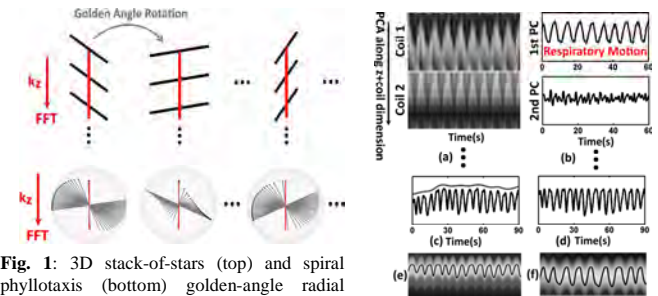 Golden Angle Rotation
kz
FFT
...
kz
FFT
...
Fig. 1: 3D stack-of-stars (top) and spiral
phyllotaxis (bottom) golden-angle radial
PCA along z+coil dimension
Coil 1
Coil 2
Time(s)
(a)
1st PC
Respiratory Motion
0 20 40 60
2nd PC
0 20 40 60
Time(s)
(b)
0 30 60 90
(c) Time(s)
0 30 60 90
(d) Time(s)
(e)
(f)